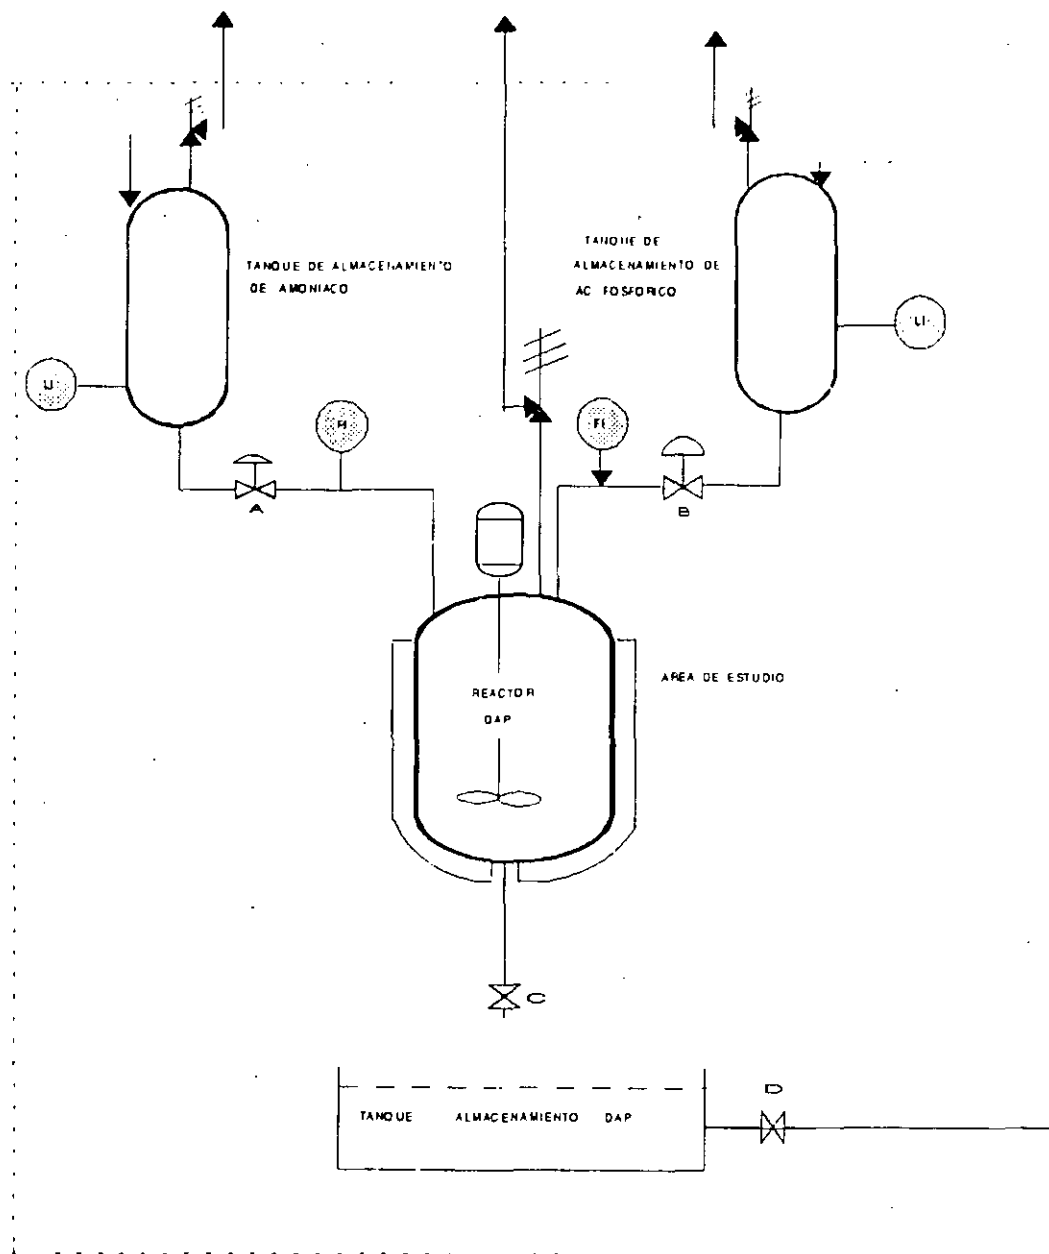 TANQUE DE ALMACENAMIENTO
DE AMONIACO
TANQUE DE
ALMACENAMIENTO DE
AC FOSFORICO
LI
LI
FI
FI
A
B
REACTOR
DAP
AREA DE ESTUDIO
C
D
TANQUE ALMACENAMIENTO DAP